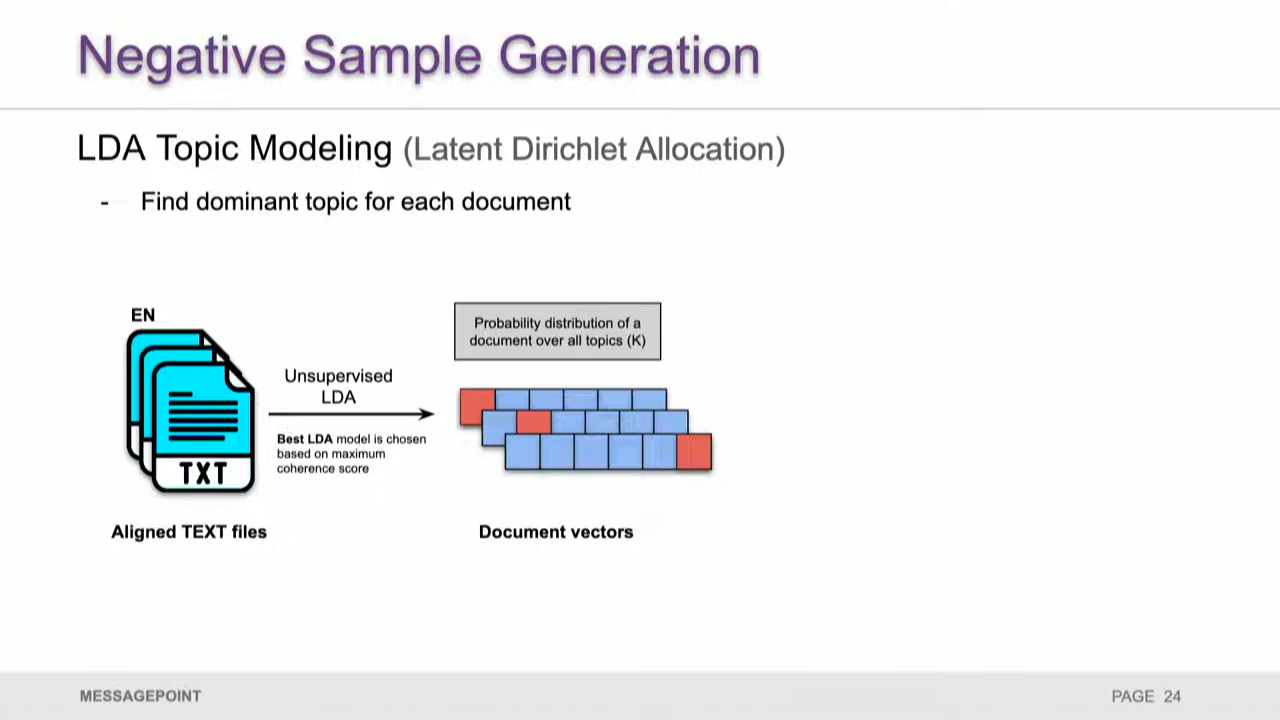 Negative Sample Generation
LDA Topic Modeling (Latent Dirichlet Allocation)
- Find dominant topic for each document
EN
TXT
Aligned TEXT files
Unsupervised
LDA
Best LDA model is chosen
based on maximum
coherence score
Probability distribution of a
document over all topics (K)
Document vectors
MESSAGEPOINT
PAGE 24